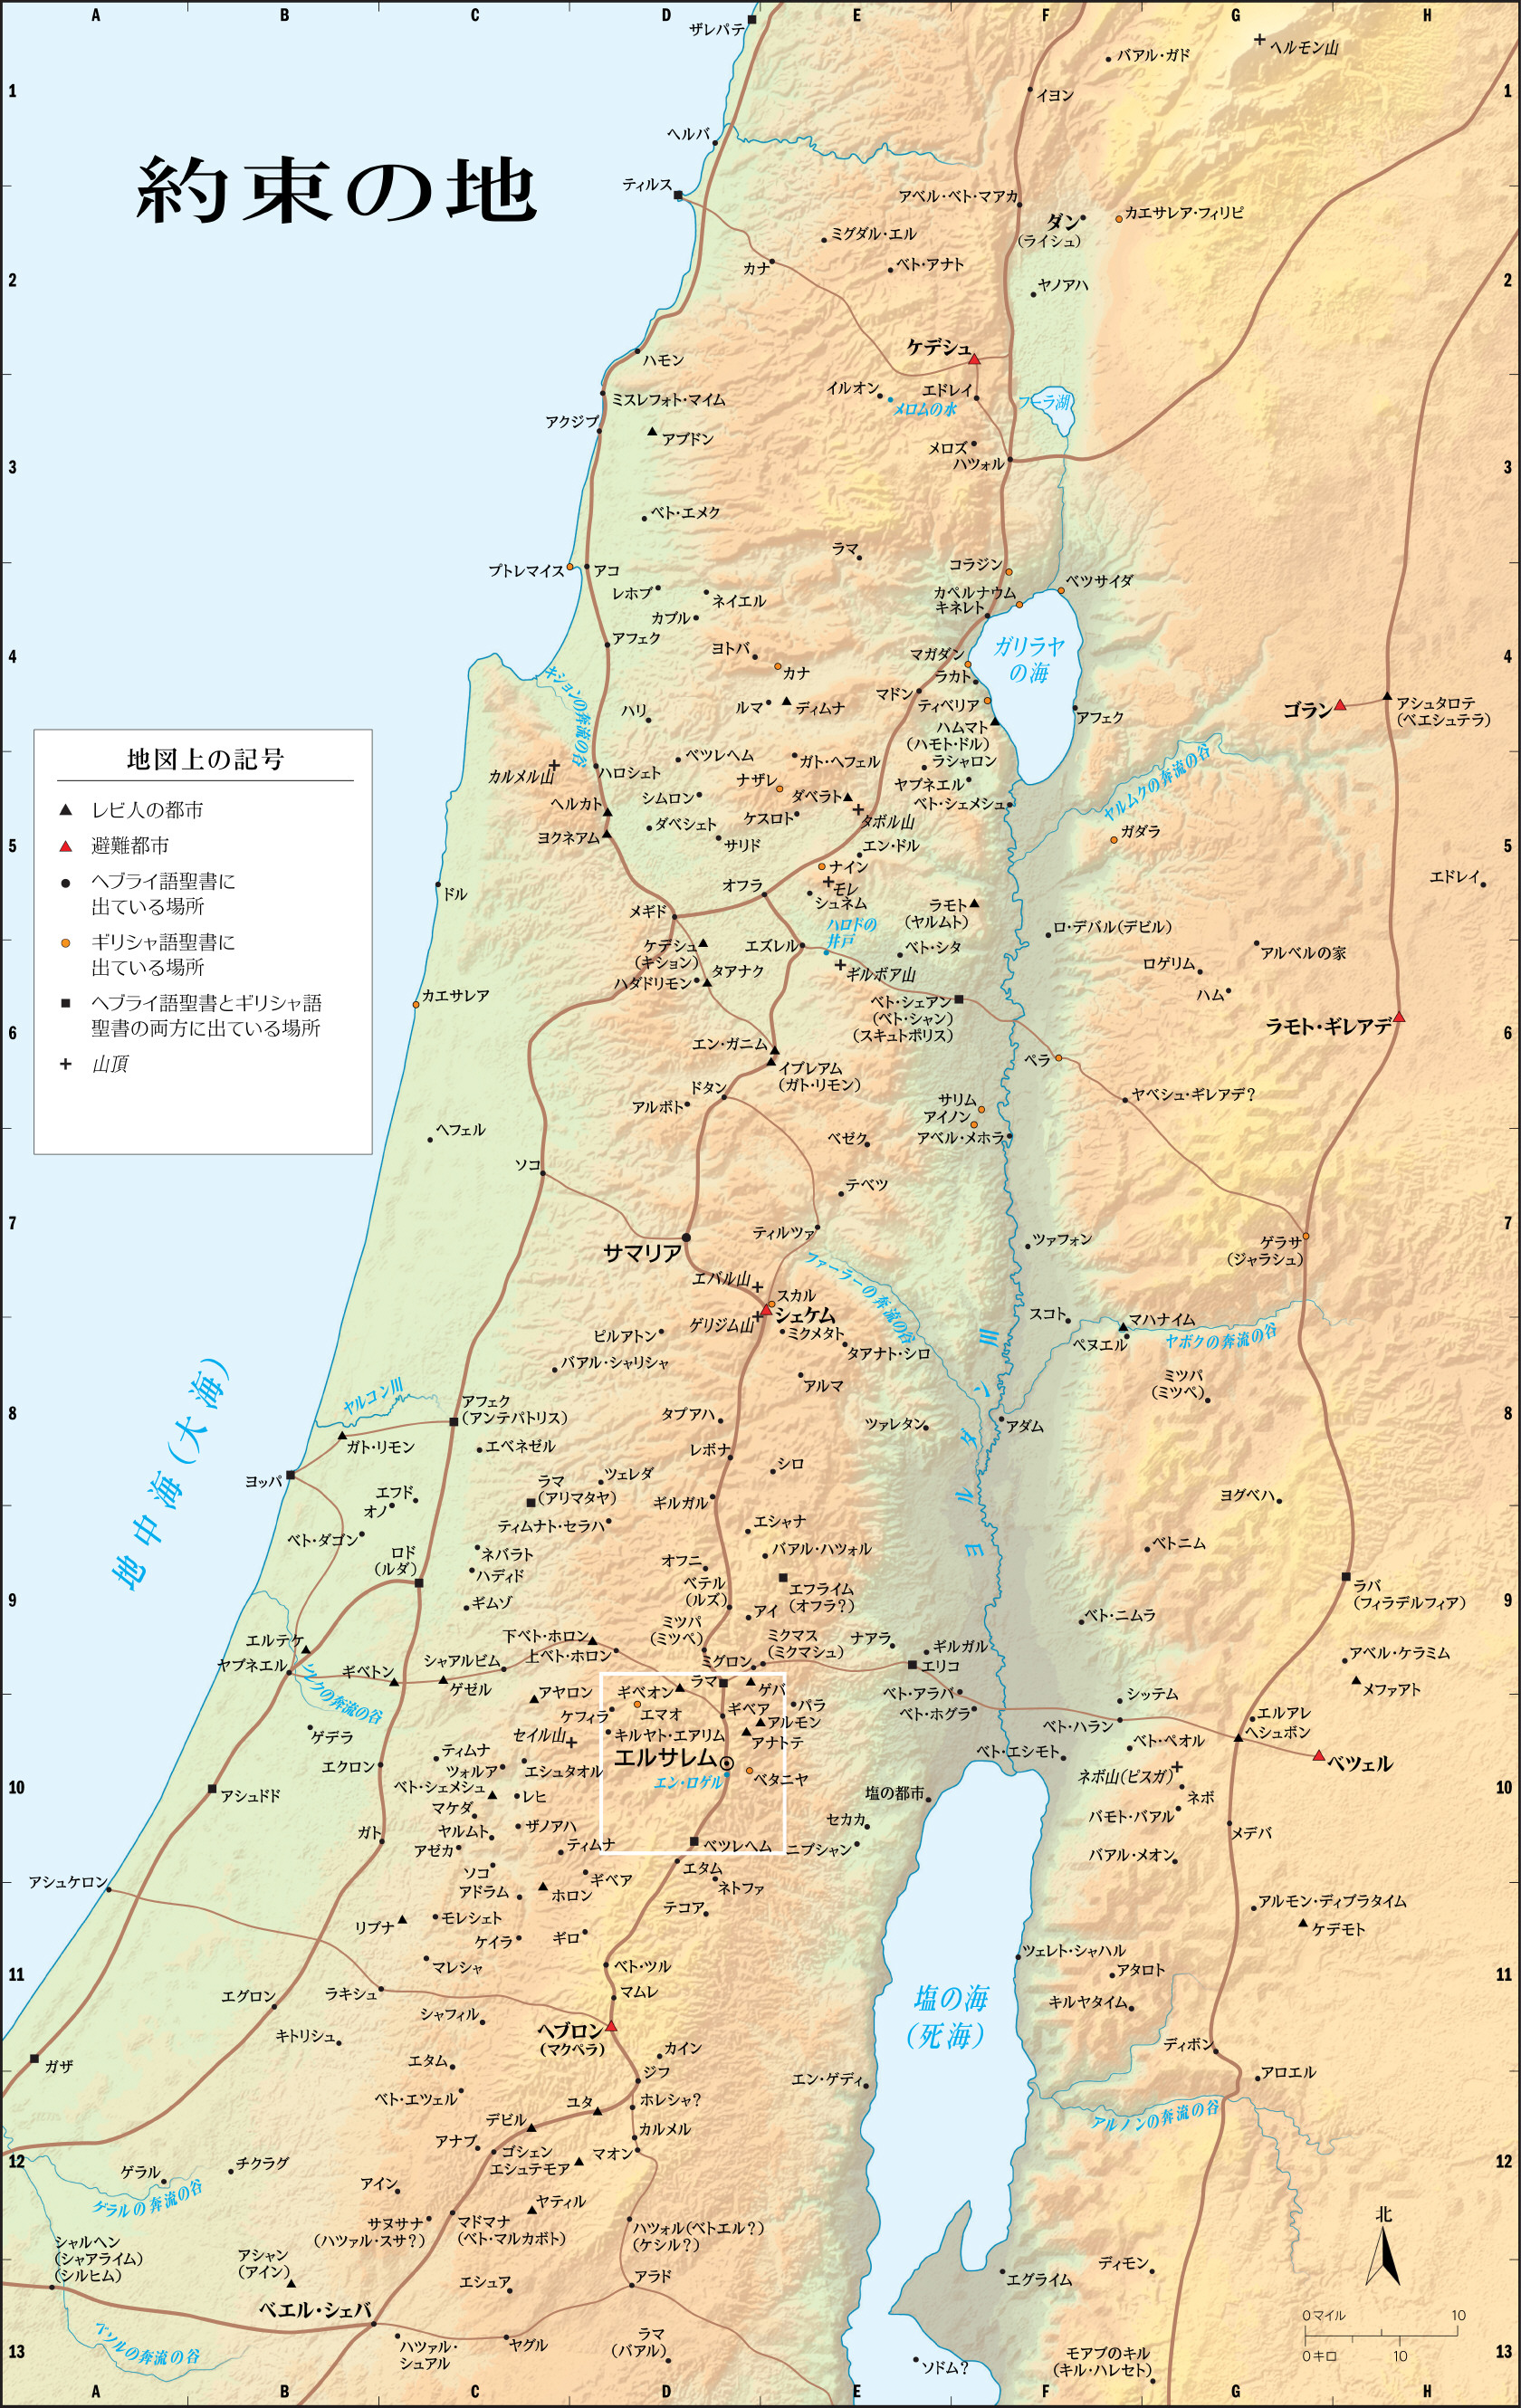 A B C D E F G H
約束の地
ザレパテ
バアル・ガド
ヘルモン山
1
イヨン
1
ヘルバ
ティルス
アベル・ベト・マアカ
ダン
(ライシュ)
カエサレア・フィリピ
ミグダル・エル
カナ
ベト・アナト
2
ヤノアハ
2
ハモン
ケデシュ
ミスレフォト・マイム
イルオン
メロムの水
エドレイ
フーラ湖
アクジブ
アブドン
メロズ
ハツォル
3
3
ベト・エメク
ラマ
プトレマイス
アコ
コラジン
ベツサイダ
レホブ
ネイエル
カペルナウム
キネレト
カブル
アフェク
ヨトバ
カナ
マガダン
ガリラヤ
の海
4
4
キションの奔流の谷
ラカト
マドン
ハリ
ルマ
ディムナ
ティベリア
アフェク
ゴラン
アシュタロテ
(ベエシュテラ)
ハムマト
(ハモト・ドル)
ベツレヘム
ガト・ヘフェル
ラシャロン
ヤルムクの奔流の谷
地図上の記号
レビ人の都市
避難都市
ヘブライ語聖書に
出ている場所
ギリシャ語聖書に
出ている場所
ヘブライ語聖書とギリシャ語
聖書の両方に出ている場所
山頂
カルメル山
ハロシェト
ナザレ
ヤブネエル
シムロン
ダベラト
ヘルカト
ベト・シェメシュ
ケスロト
タボル山
ダベシェト
ヨクネアム
サリド
ガダラ
5
エン・ドル
5
ナイン
モレ
シュネム
エドレイ
ドル
オフラ
メギド
ハロドの
井戸
ラモト
(ヤルムト)
ロ・デバル(デビル)
ケデシュ
(キション)
エズレル
ベト・シタ
アルベルの家
ロゲリム
ハダドリモン
タアナク
ギルボア山
ハム
カエサレア
ベト・シェアン
(ベト・シャン)
(スキュトポリス)
ラモト・ギレアデ
6
6
エン・ガニム
イブレアム
(ガト・リモン)
ペラ
ドタン
アルボト
サリム
アイノン
アベル・メホラ
ヤベシュ・ギレアデ?
ヘフェル
ベゼク
ソコ
テベツ
7
7
ティルツァ
サマリア
ツァフォン
ゲラサ
(ジャラシュ)
エバル山
ファーラーの奔流の谷
スカル
シェケム
ゲリジム山
ミクメタト
ピルアトン
タアナト・シロ
スコト
マハナイム
ペヌエル
ヤボクの奔流の谷
バアル・シャリシャ
アルマ
ミツパ
(ミツペ)
ヨルダン川
地中海(大海)
ヤルコン川
アフェク
(アンテパトリス)
8
8
タプアハ
ツァレタン
アダム
ガト・リモン
エベネゼル
レボナ
シロ
ヨッパ
ラマ
(アリマタヤ)
ツェレダ
エフド
オノ
ギルガル
ヨグベハ
ティムナト・セラハ
エシャナ
ベト・ダゴン
ネバラト
バアル・ハツォル
ベトニム
ロド
(ルダ)
ハディド
オフニ
ベテル
(ルズ)
エフライム
(オフラ?)
ラバ
(フィラデルフィア)
9
9
ギムゾ
アイ
ベト・ニムラ
ミツパ
(ミツペ)
エルテケ
下ベト・ホロン
上ベト・ホロン
ミクマス
(ミクマシュ)
ナアラ
ギルガル
アベル・ケラミム
ヤブネエル
ギベトン
シャアルビム
ミグロン
エリコ
ソレクの奔流の谷
ゲゼル
アヤロン
ギベオン
ラマ
ゲバ
ベト・アラバ
シッテム
メファアト
ケフィラ
エマオ
ギベア
パラ
ベト・ホグラ
エルアレ
ヘシュボン
ゲデラ
セイル山
キルヤト・エアリム
アルモン
アナトテ
ベト・ハラン
ベト・ペオル
エクロン
ティムナ
ツォルア
エシュタオル
エルサレム
エン・ロゲル
ベタニヤ
ベト・エシモト
ベツェル
10
アシュドド
ベト・シェメシュ
レヒ
塩の都市
ネボ山(ピスガ)
ネボ
10
マケダ
セカカ
バモト・バアル
ガト
ヤルムト
ザノアハ
メデバ
アゼカ
ティムナ
ベツレヘム
ニブシャン
バアル・メオン
ソコ
エタム
アシュケロン
アドラム
ホロン
ギベア
ネトファ
リブナ
モレシェト
テコア
アルモン・ディブラタイム
ケデモト
ケイラ
ギロ
ツェレト・シャハル
マレシャ
ベト・ツル
アタロト
11
塩の海
(死海)
11
エグロン
ラキシュ
マムレ
キルヤタイム
シャフィル
キトリシュ
ヘブロン
(マクペラ)
ディボン
ガザ
エタム
カイン
ジフ
エン・ゲディ
アロエル
ベト・エツェル
ユタ
ホレシャ?
アルノンの奔流の谷
デビル
カルメル
アナブ
ゴシェン
マオン
12
ゲラル
チクラグ
エシュテモア
12
アイン
ゲラルの奔流の谷
ヤティル
サヌサナ
(ハツァル・スサ?)
マドマナ
(ベト・マルカボト)
ハツォル(ベトエル?)
(ケシル?)
北
シャルヘン
(シャアライム)
(シルヒム)
アシャン
(アイン)
ディモン
エシュア
アラド
エグライム
ベエル・シェバ
0マイル 10
ベソルの奔流の谷
ハツァル・
シュアル
ヤグル
ラマ
(バアル)
0キロ 10
13
ソドム?
モアブのキル
(キル・ハレセト)
13
A B C D E F G H